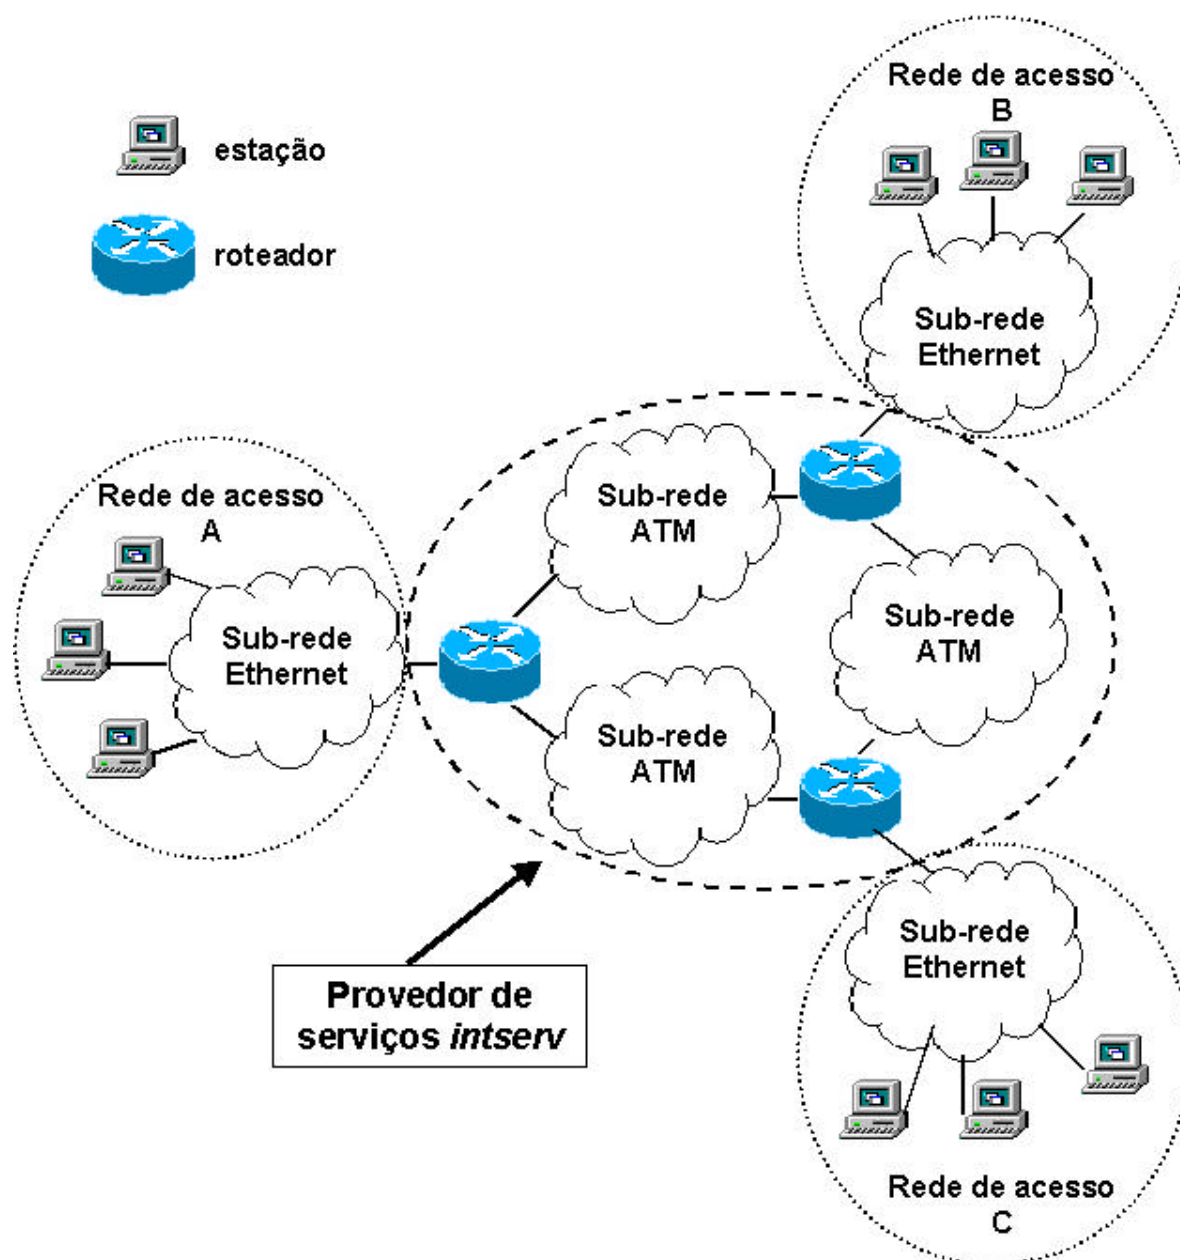 Rede de acesso
B
estação
roteador
Sub-rede
Ethernet
Rede de acesso
A
Sub-rede
ATM
Sub-rede
ATM
Sub-rede
Ethernet
Sub-rede
ATM
Sub-rede
Ethernet
Provedor de
serviços intserv
Rede de acesso
C